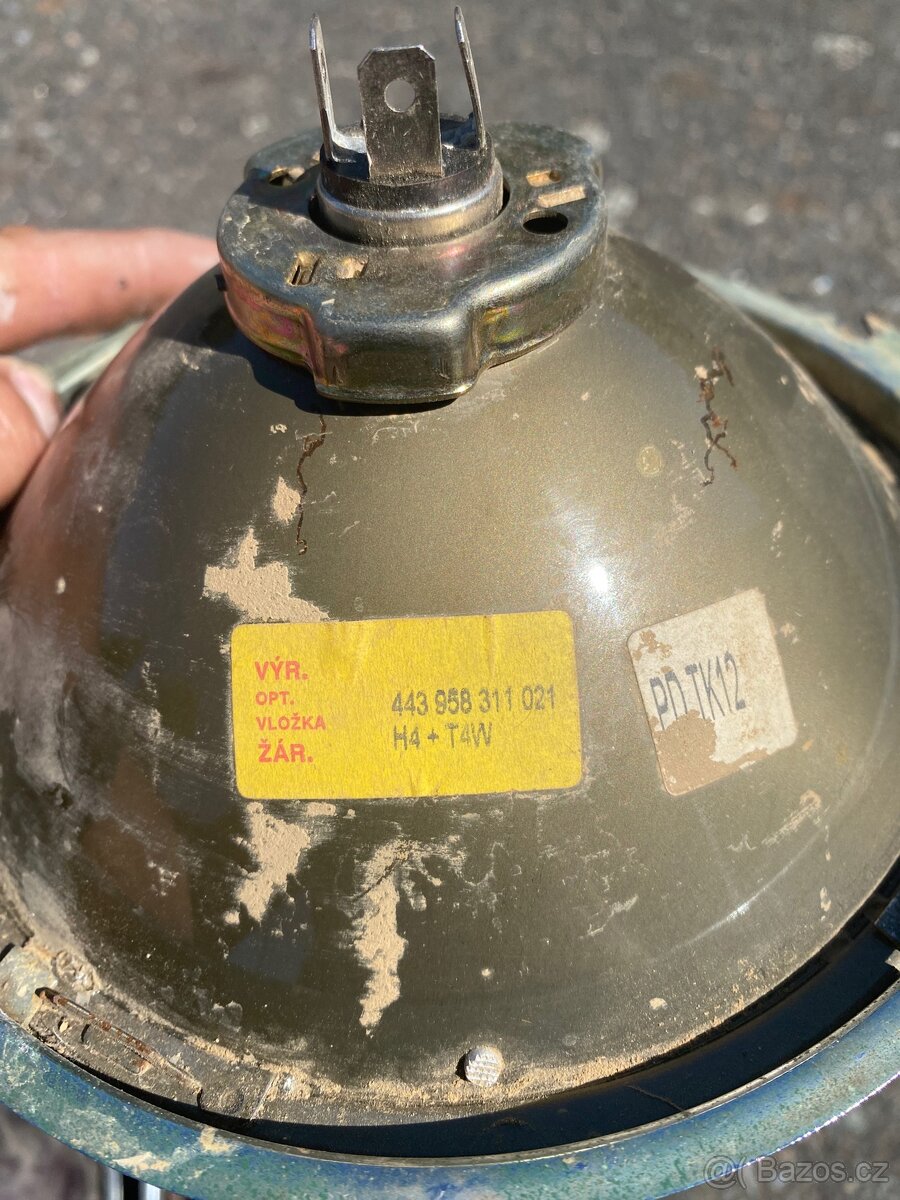 VÝR.
OPT.
VLOŽKA 443 958 311 021
ŽÁR. H4 + T4W
PD TK12
@( Bazos.cz